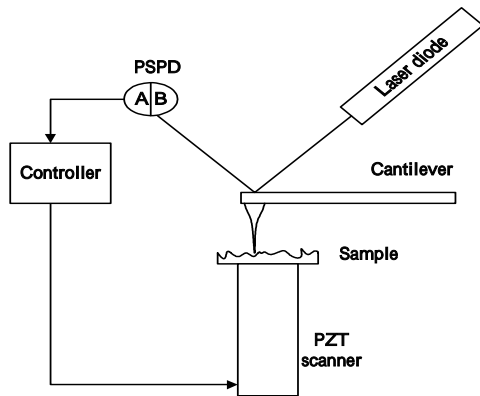 PSPD
A B
Laser diode
Controller
Cantilever
Sample
PZT
scanner